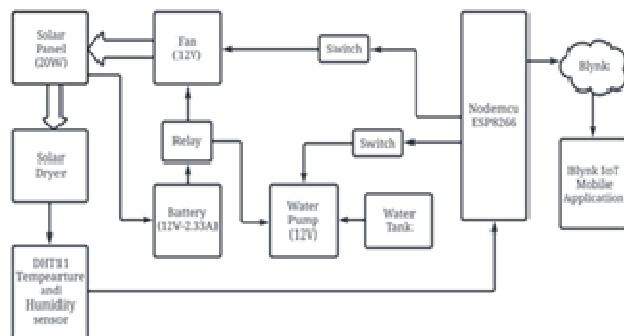 Solar
Panel
(20W)
Fan
(12V)
Switch
Nodemcu
ESP8266
Blynk
Solar
Dryer
Relay
Switch
Blynk IoT
Mobile
Application
Battery
(12V-2.33A)
Water
Pump
(12V)
Water
Tank
DHT11
Tempearture
and
Humidity
sensor